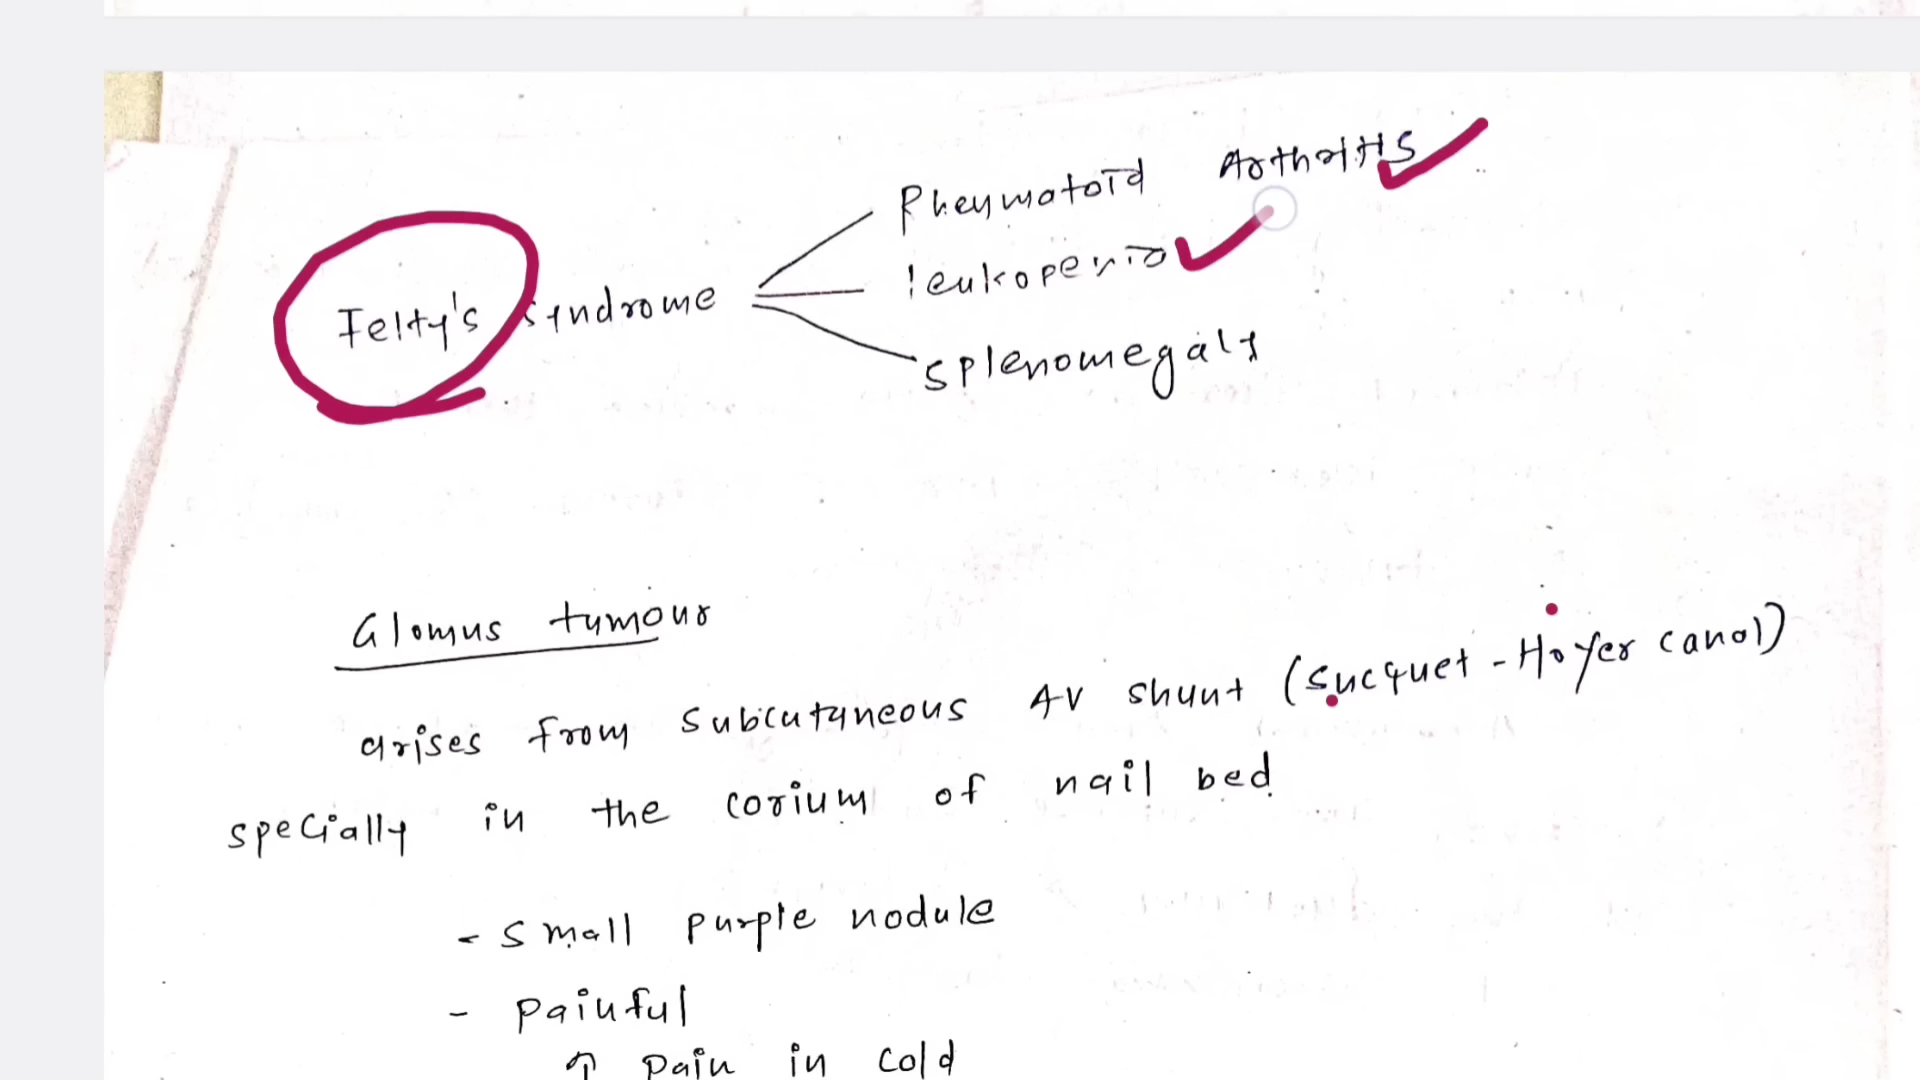 Rheumatoid Arthritis
Felty's syndrome
leukopenia
splenomegaly
Glomus tumour
arises from subcutaneous AV shunt (Sucquet-Hoyer canal)
specially in the corium of nail bed
- small purple nodule
- painful
↑ pain in cold